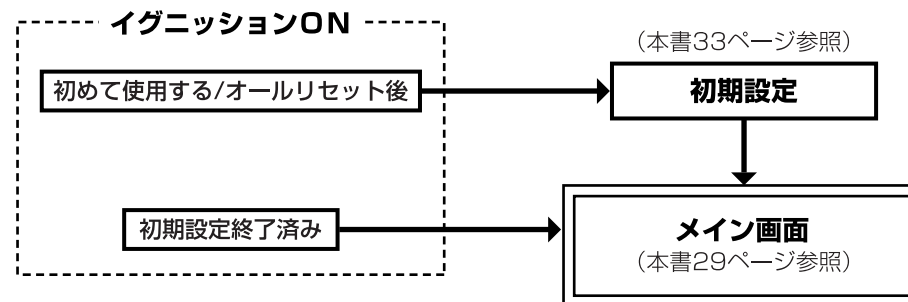 イグニッションON
（本書33ページ参照）
初めて使用する/オールリセット後
初期設定
初期設定終了済み
メイン画面
（本書29ページ参照）